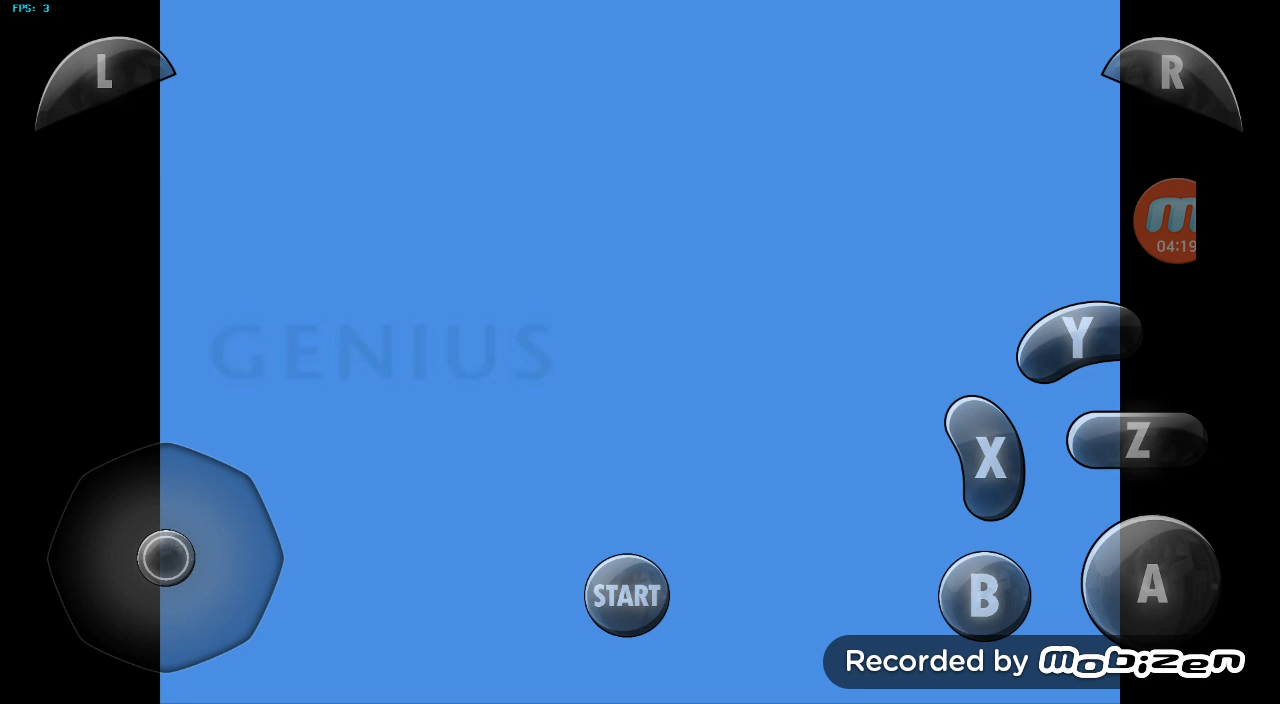 FPS: 3
L
R
m
04:19
Y
GENIUS
X
Z
START
B
A
Recorded by mobizen